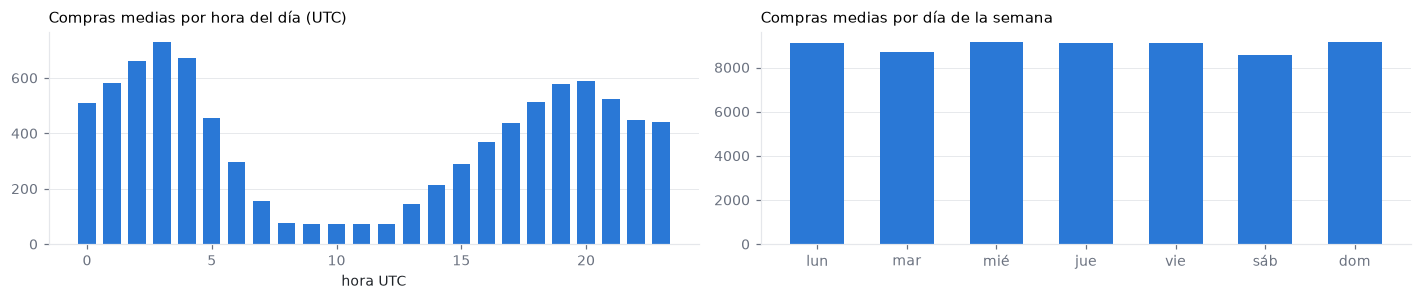 Compras medias por hora del día (UTC)
600
400
200
0
0 5 10 15 20
hora UTC
Compras medias por día de la semana
8000
6000
4000
2000
0
lun mar mié jue vie sáb dom